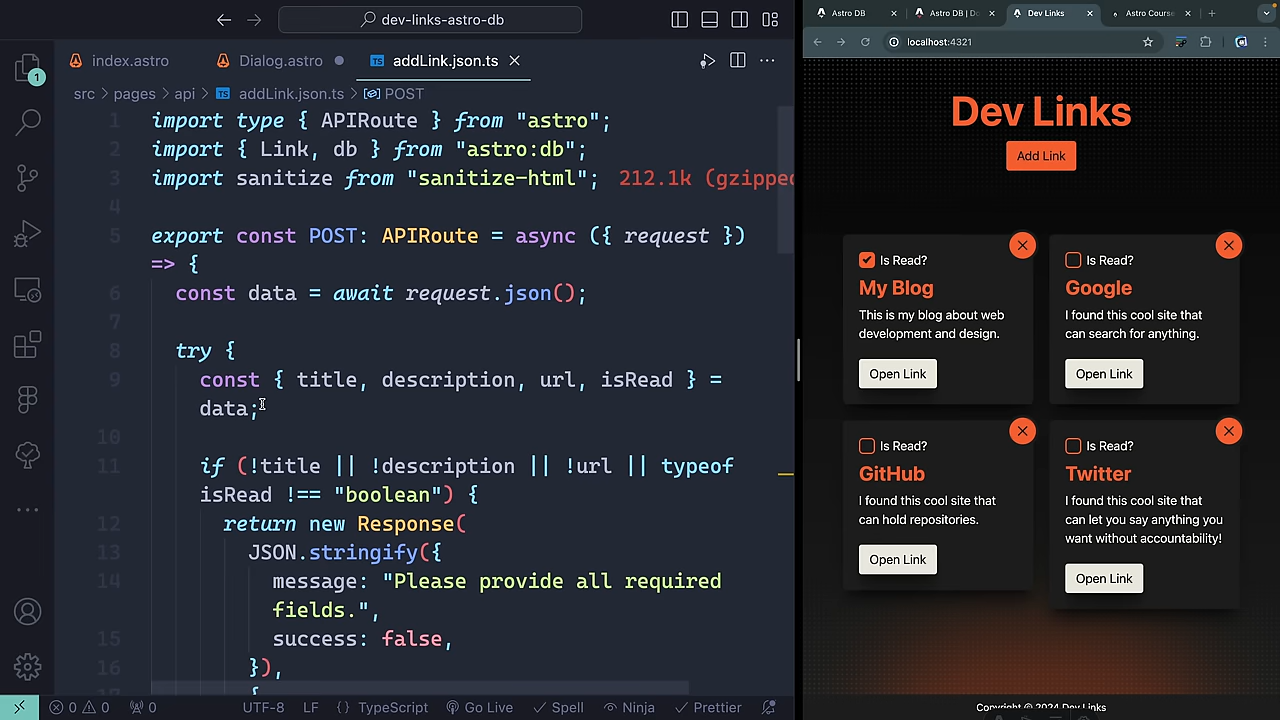 dev-links-astro-db
index.astro
Dialog.astro
TS addLink.json.ts
src > pages > api > TS addLink.json.ts > POST
1 import type { APIRoute } from "astro";
2 import { Link, db } from "astro:db";
3 import sanitize from "sanitize-html"; 212.1k (gzipped
4
5 export const POST: APIRoute = async ({ request })
=> {
6 const data = await request.json();
7
8 try {
9 const { title, description, url, isRead } =
data;
10
11 if (!title || !description || !url || typeof
isRead !== "boolean") {
12 return new Response(
13 JSON.stringify({
14 message: "Please provide all required
fields.",
15 success: false,
16 }),
{
1
0 0 0
UTF-8 LF {} TypeScript Go Live Spell Ninja Prettier
Astro DB
Astro DB | Do
Dev Links
Astro Course
localhost:4321
Dev Links
Add Link
Is Read?
My Blog
This is my blog about web
development and design.
Open Link
Is Read?
Google
I found this cool site that
can search for anything.
Open Link
Is Read?
GitHub
I found this cool site that
can hold repositories.
Open Link
Is Read?
Twitter
I found this cool site that
can let you say anything you
want without accountability!
Open Link
Copyright © 2024 Dev Links